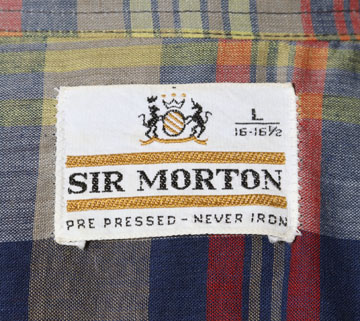 L
16-16½
SIR MORTON
PRE PRESSED - NEVER IRON